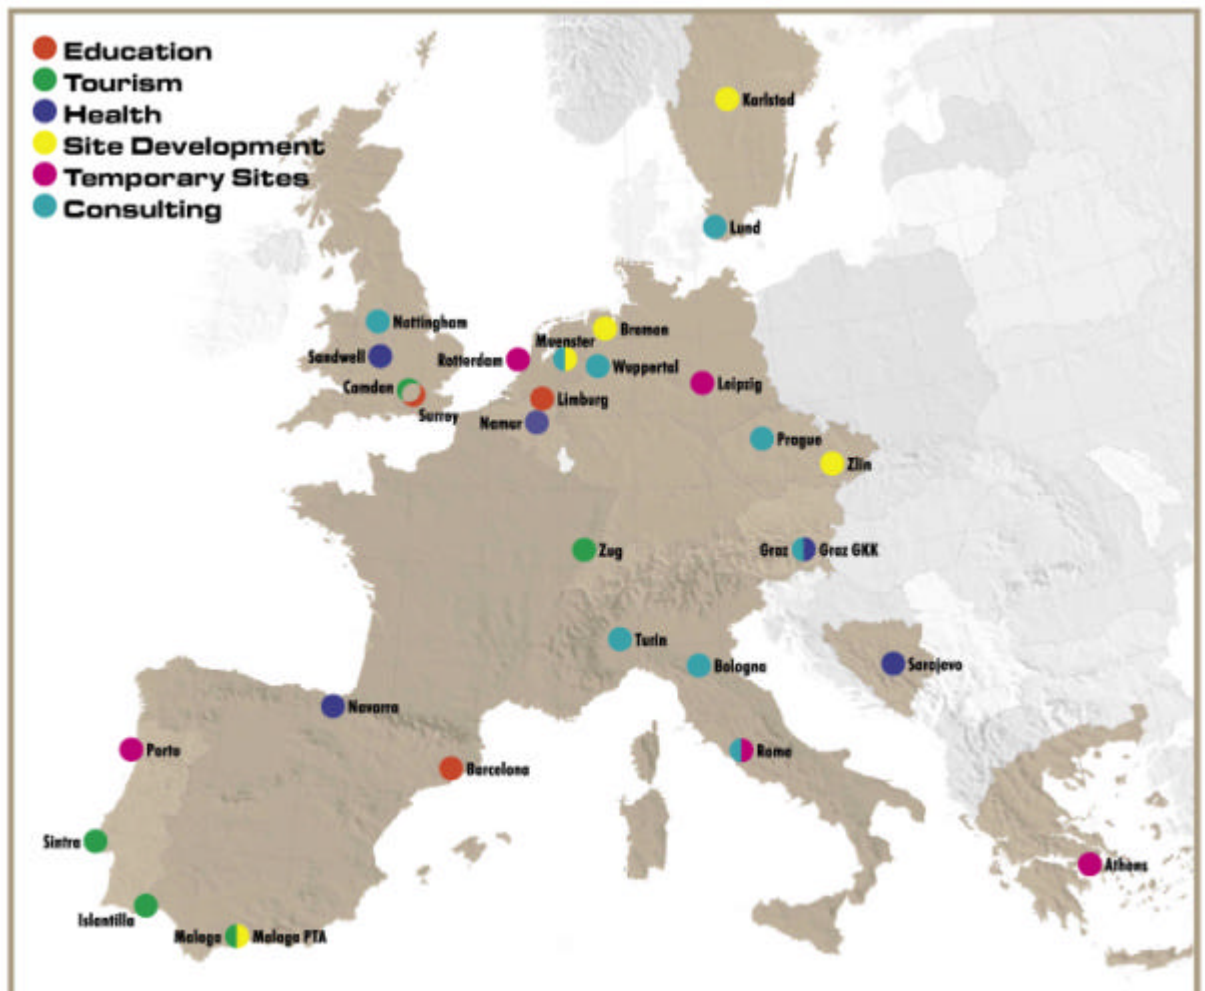 Education
Tourism
Health
Site Development
Temporary Sites
Consulting
Karlstad
Lund
Nottingham
Bremen
Muenster
Sandwell
Rotterdam
Wuppertal
Camden
Leipzig
Limburg
Surrey
Namur
Prague
Zlin
Zug
Graz
Graz GKK
Turin
Bologna
Sarajevo
Navarra
Porto
Rome
Barcelona
Sintra
Athens
Islantilla
Malaga
Malaga PTA